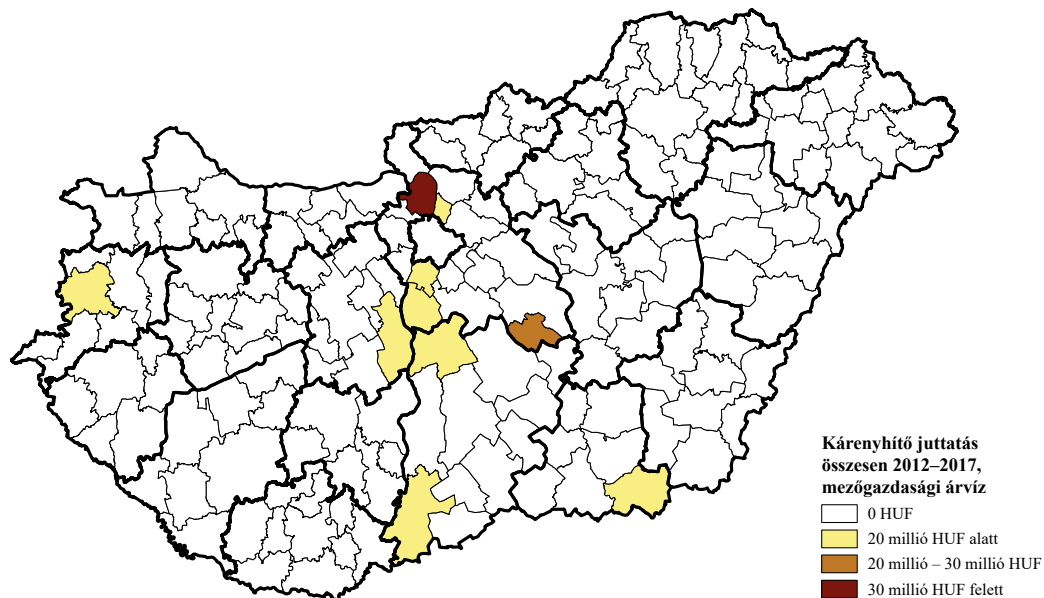 Kárenyhítő juttatás
összesen 2012–2017,
mezőgazdasági árvíz
0 HUF
20 millió HUF alatt
20 millió – 30 millió HUF
30 millió HUF felett